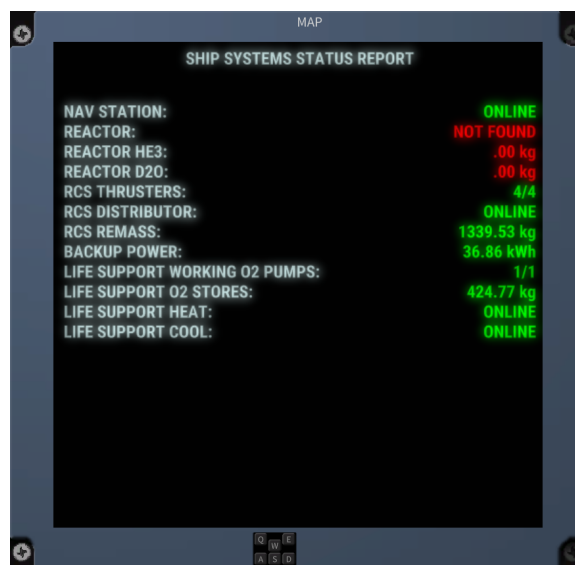 MAP
SHIP SYSTEMS STATUS REPORT
NAV STATION: ONLINE
REACTOR: NOT FOUND
REACTOR HE3: .00 kg
REACTOR D2O: .00 kg
RCS THRUSTERS: 4/4
RCS DISTRIBUTOR: ONLINE
RCS REMASS: 1339.53 kg
BACKUP POWER: 36.86 kWh
LIFE SUPPORT WORKING O2 PUMPS: 1/1
LIFE SUPPORT O2 STORES: 424.77 kg
LIFE SUPPORT HEAT: ONLINE
LIFE SUPPORT COOL: ONLINE
Q W E
A S D